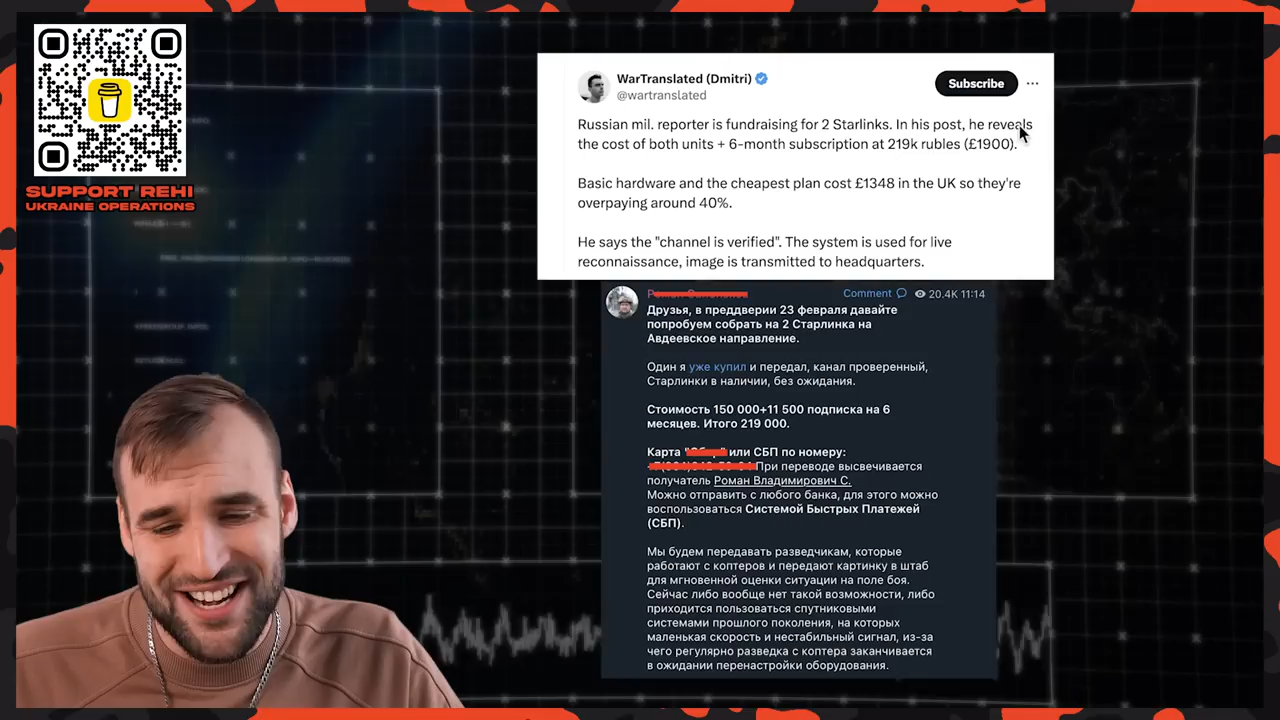 SUPPORT REHI
UKRAINE OPERATIONS
WarTranslated (Dmitri)
@wartranslated
Subscribe
Russian mil. reporter is fundraising for 2 Starlinks. In his post, he reveals
the cost of both units + 6-month subscription at 219k rubles (£1900).
Basic hardware and the cheapest plan cost £1348 in the UK so they're
overpaying around 40%.
He says the "channel is verified". The system is used for live
reconnaissance, image is transmitted to headquarters.
Comment 20.4K 11:14
Друзья, в преддверии 23 февраля давайте
попробуем собрать на 2 Старлинка на
Авдеевское направление.
Один я уже купил и передал, канал проверенный,
Старлинки в наличии, без ожидания.
Стоимость 150 000+11 500 подписка на 6
месяцев. Итого 219 000.
Карта или СБП по номеру:
При переводе высвечивается
получатель Роман Владимирович С.
Можно отправить с любого банка, для этого можно
воспользоваться Системой Быстрых Платежей
(СБП).
Мы будем передавать разведчикам, которые
работают с коптеров и передают картинку в штаб
для мгновенной оценки ситуации на поле боя.
Сейчас либо вообще нет такой возможности, либо
приходится пользоваться спутниковыми
системами прошлого поколения, на которых
маленькая скорость и нестабильный сигнал, из-за
чего регулярно разведка с коптера заканчивается
в ожидании перенастройки оборудования.